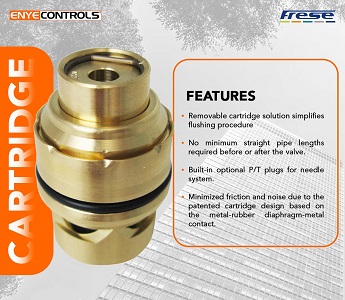 ENYECONTROLS
Frese
CARTRIDGE
FEATURES
• Removable cartridge solution simplifies
flushing procedure
• No minimum straight pipe lengths
required before or after the valve.
• Built-in optional P/T plugs for needle
system.
• Minimized friction and noise due to the
patented cartridge design based on
the metal-rubber diaphragm-metal
contact.